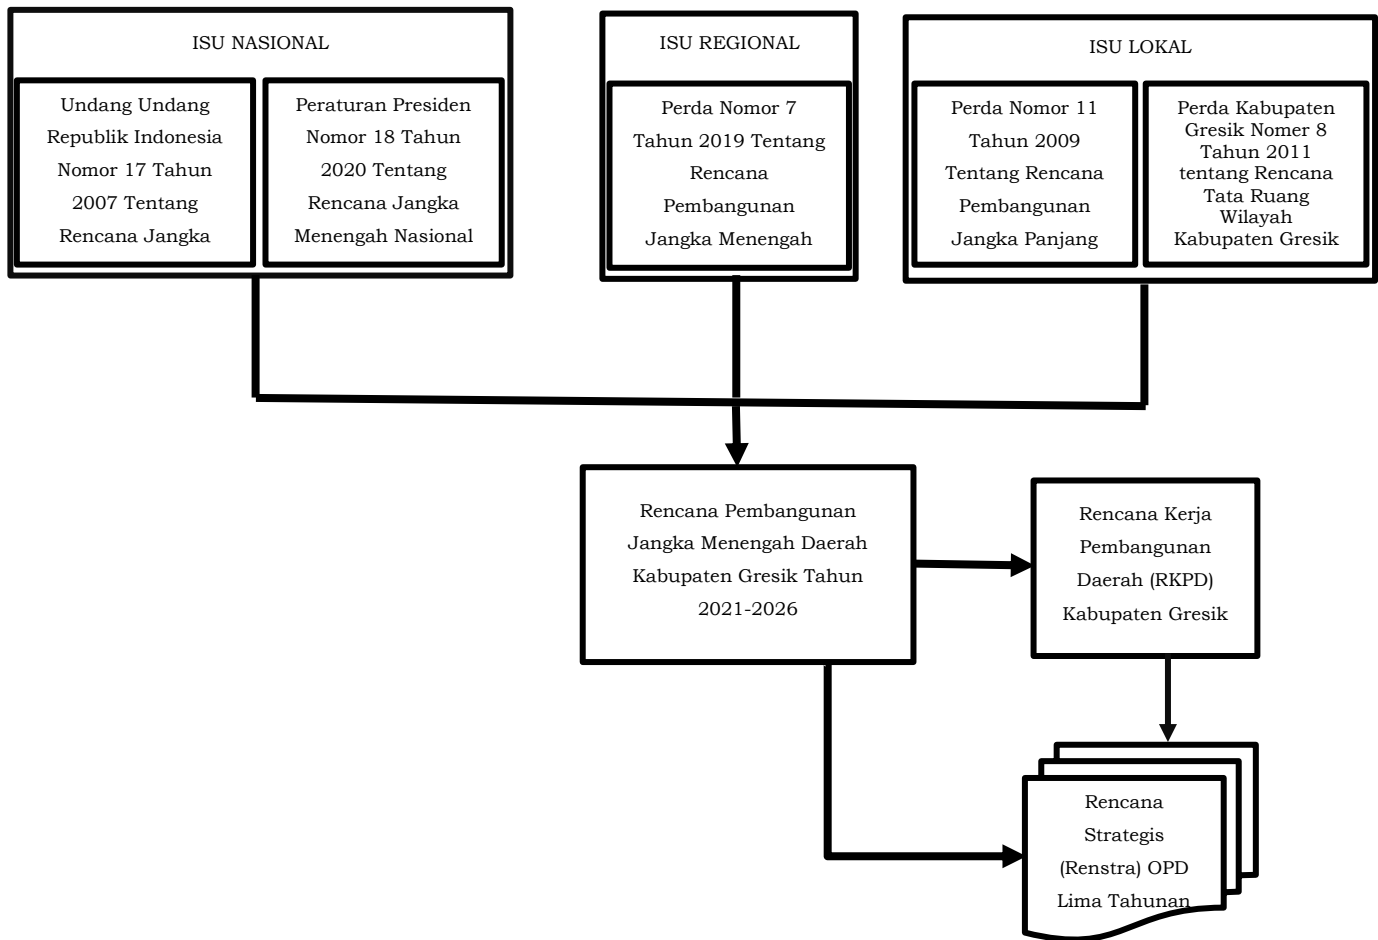 ISU NASIONAL
Undang Undang
Republik Indonesia
Nomor 17 Tahun
2007 Tentang
Rencana Jangka
Peraturan Presiden
Nomor 18 Tahun
2020 Tentang
Rencana Jangka
Menengah Nasional
ISU REGIONAL
Perda Nomor 7
Tahun 2019 Tentang
Rencana
Pembangunan
Jangka Menengah
ISU LOKAL
Perda Nomor 11
Tahun 2009
Tentang Rencana
Pembangunan
Jangka Panjang
Perda Kabupaten
Gresik Nomer 8
Tahun 2011
tentang Rencana
Tata Ruang
Wilayah
Kabupaten Gresik
Rencana Pembangunan
Jangka Menengah Daerah
Kabupaten Gresik Tahun
2021-2026
Rencana Kerja
Pembangunan
Daerah (RKPD)
Kabupaten Gresik
Rencana
Strategis
(Renstra) OPD
Lima Tahunan